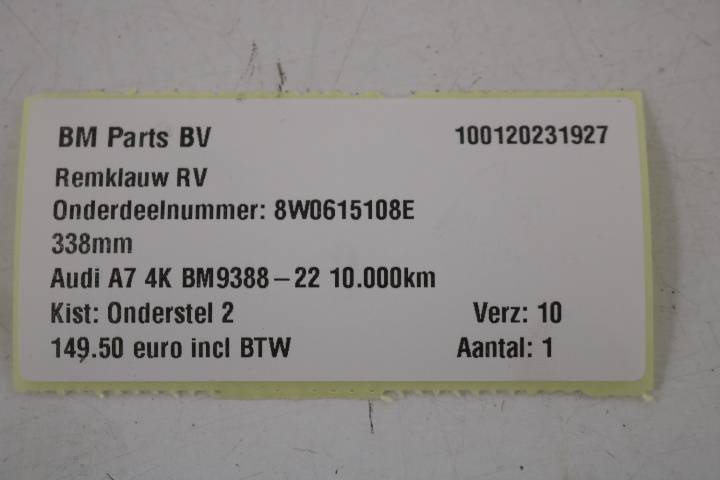 BM Parts BV 100120231927
Remklauw RV
Onderdeelnummer: 8W0615108E
338mm
Audi A7 4K BM9388-22 10.000km
Kist: Onderstel 2 Verz: 10
149.50 euro incl BTW Aantal: 1